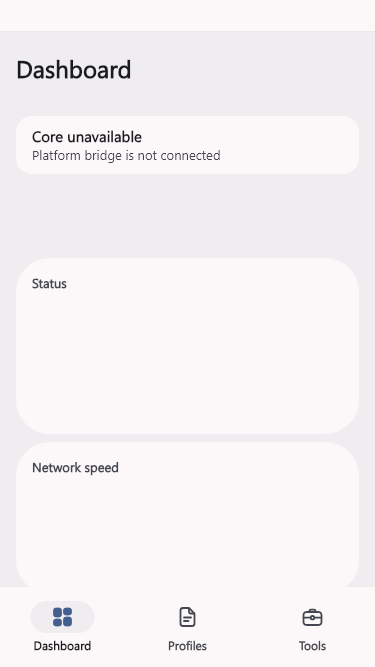 Dashboard
Core unavailable
Platform bridge is not connected
Status
Network speed
Dashboard
Profiles
Tools